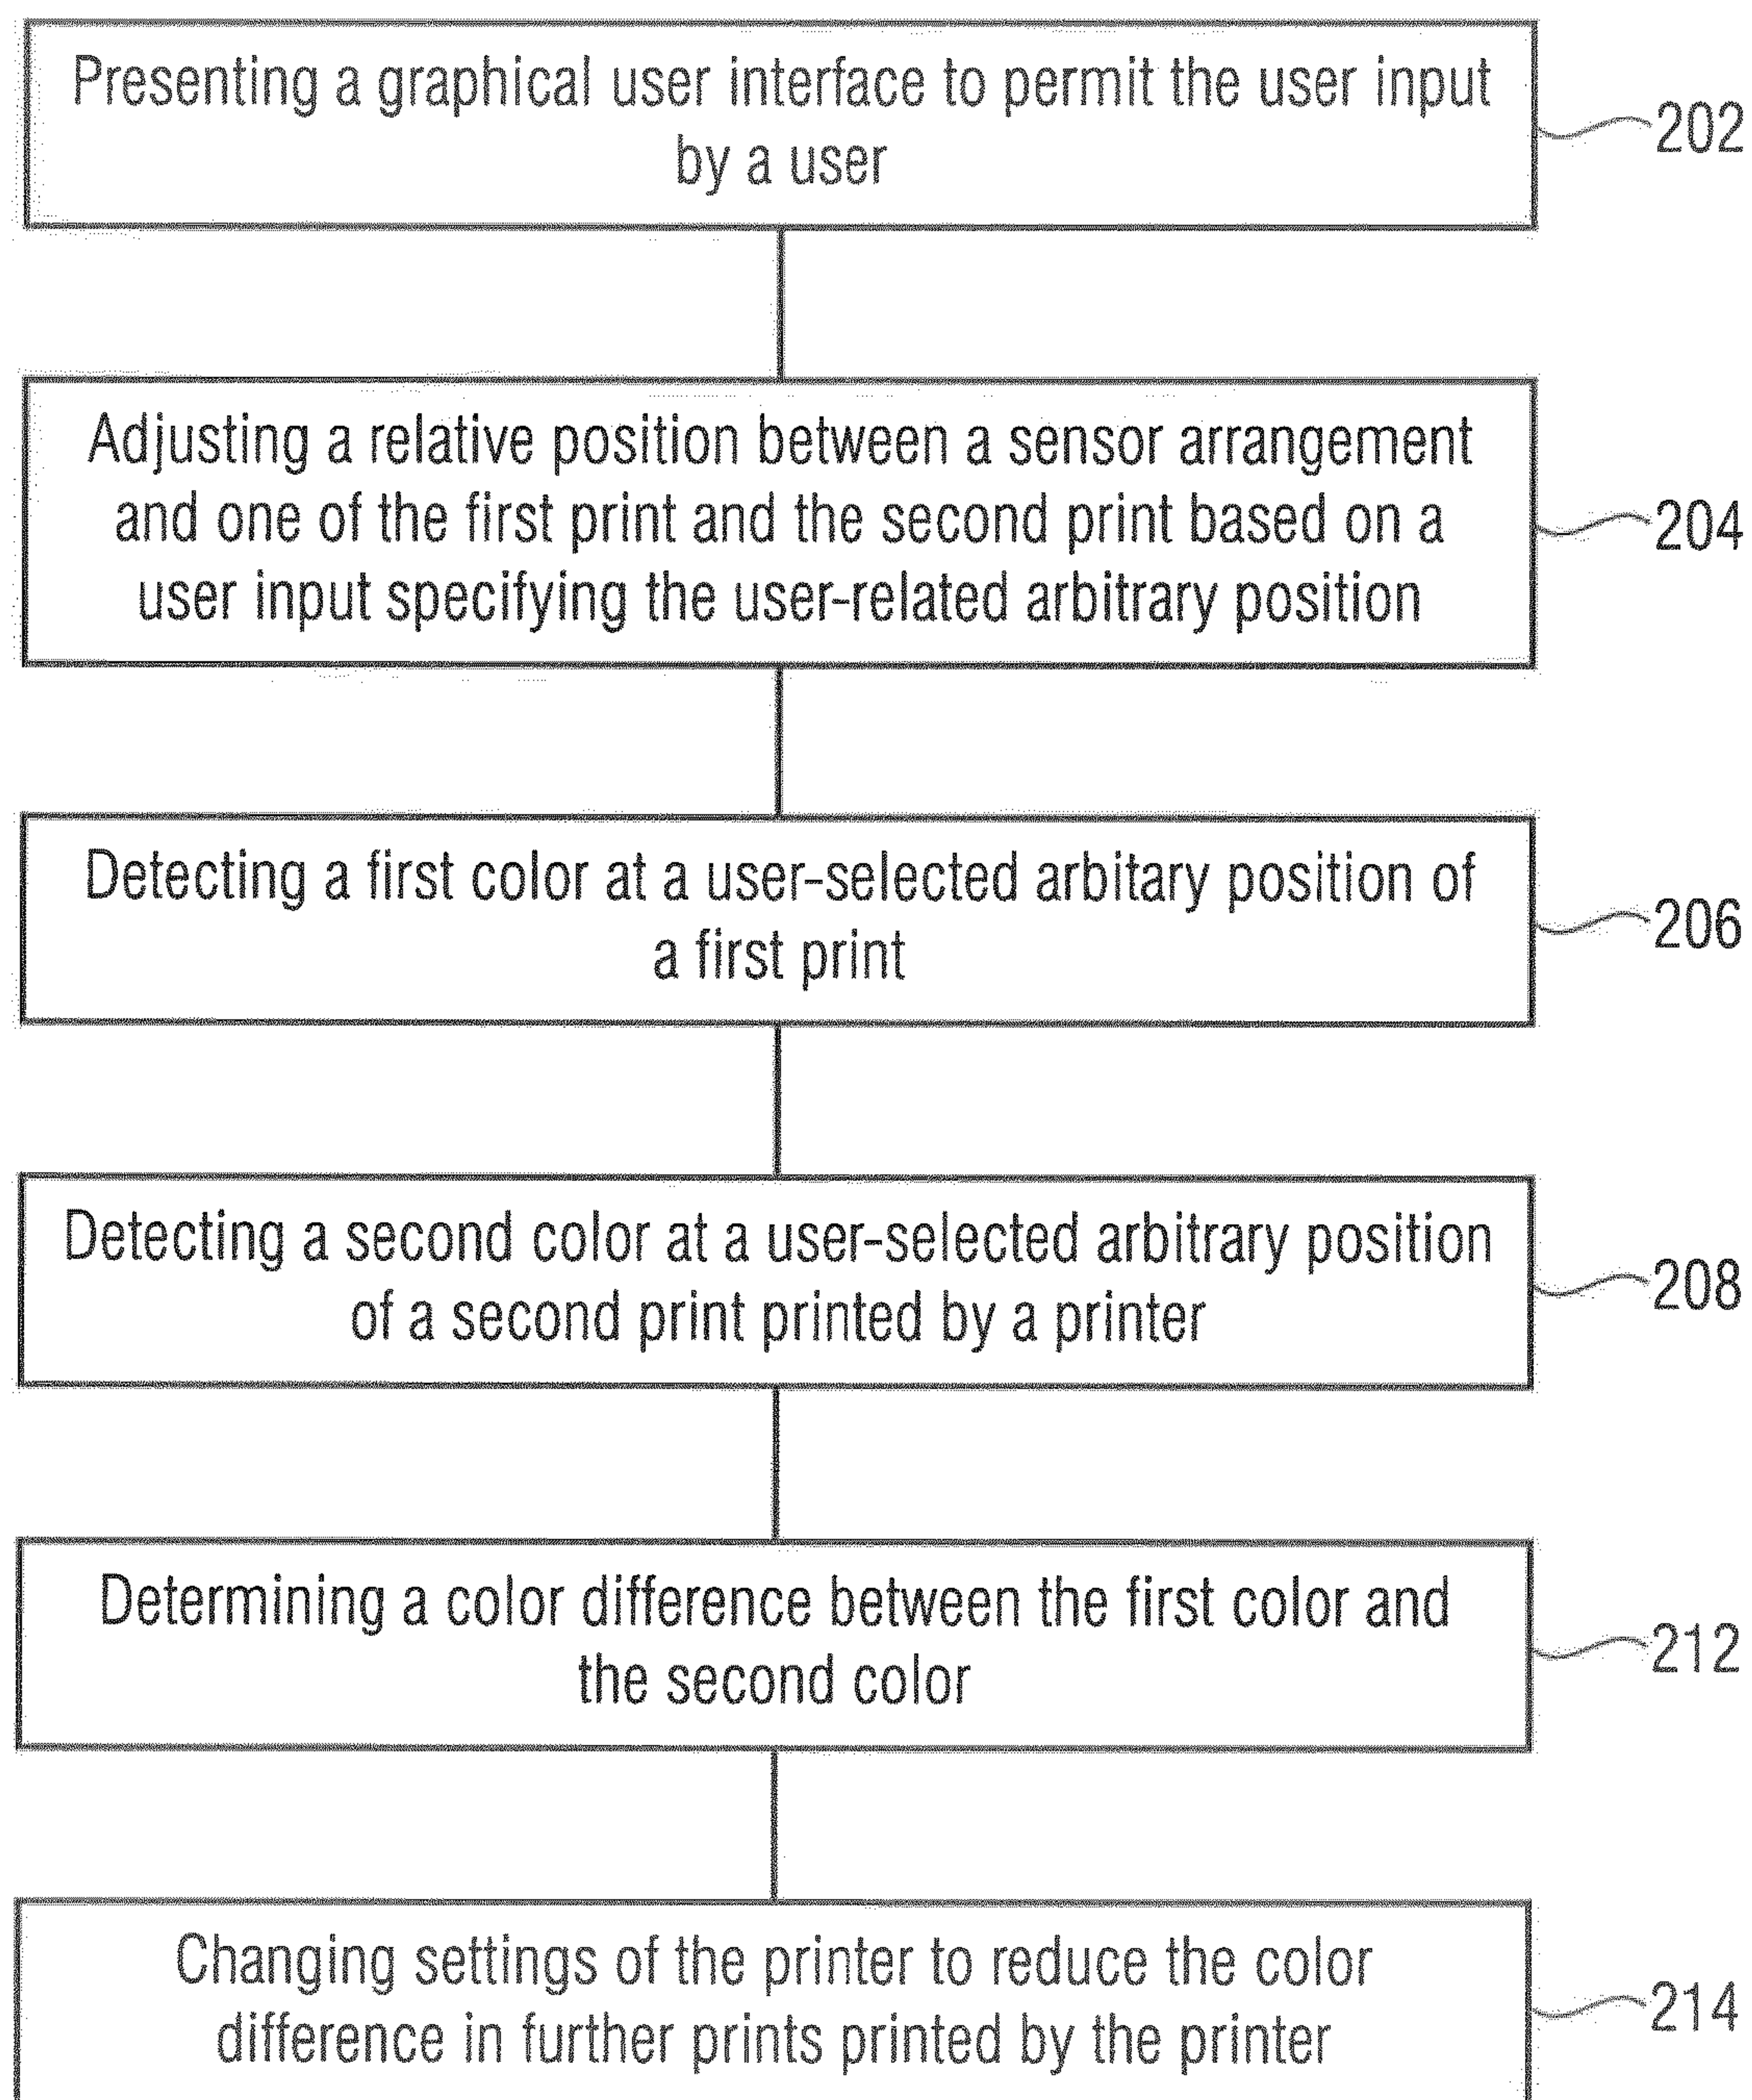 Presenting a graphical user interface to permit the user input
by a user
202
Adjusting a relative position between a sensor arrangement
and one of the first print and the second print based on a
user input specifying the user-related arbitrary position
204
Detecting a first color at a user-selected arbitary position of
a first print
206
Detecting a second color at a user-selected arbitrary position
of a second print printed by a printer
208
Determining a color difference between the first color and
the second color
212
Changing settings of the printer to reduce the color
difference in further prints printed by the printer
214